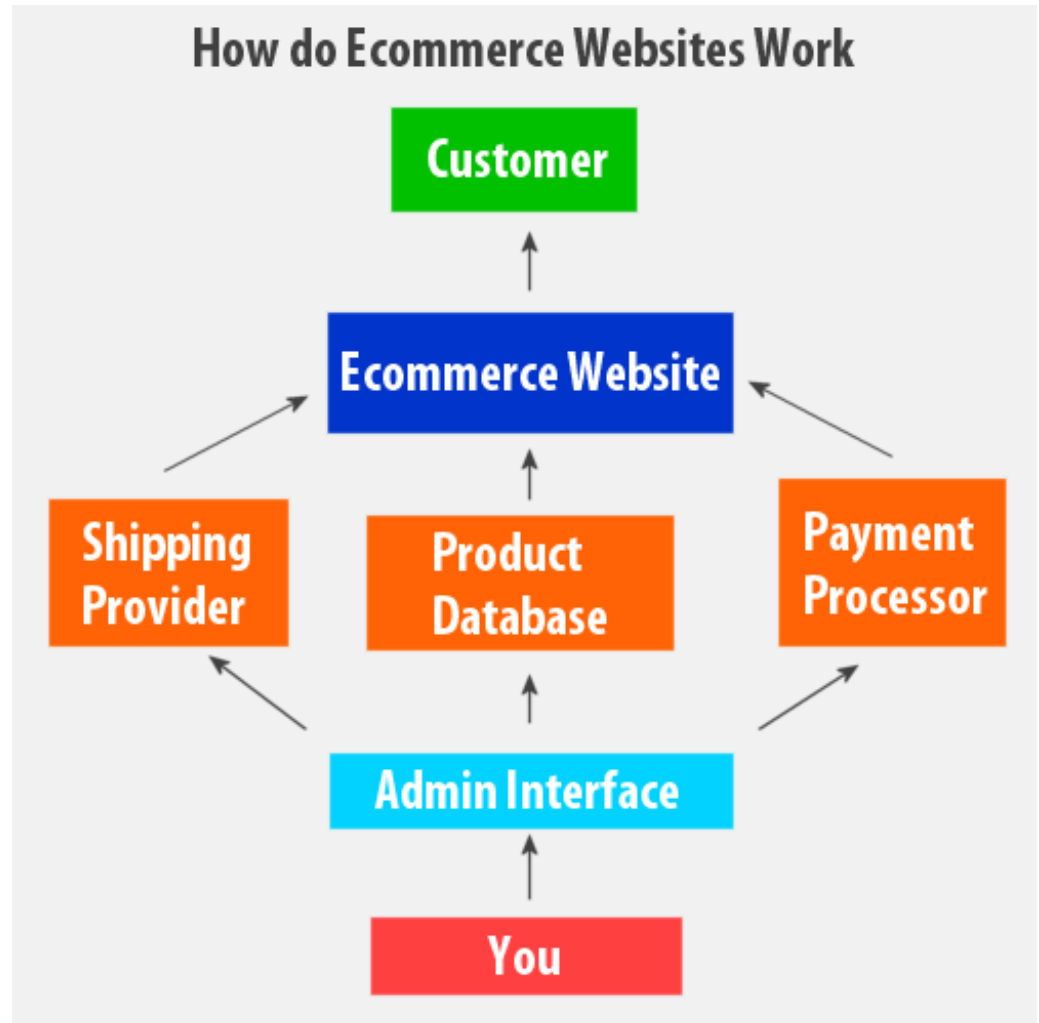 How do Ecommerce Websites Work
Customer
Ecommerce Website
Shipping
Provider
Product
Database
Payment
Processor
Admin Interface
You